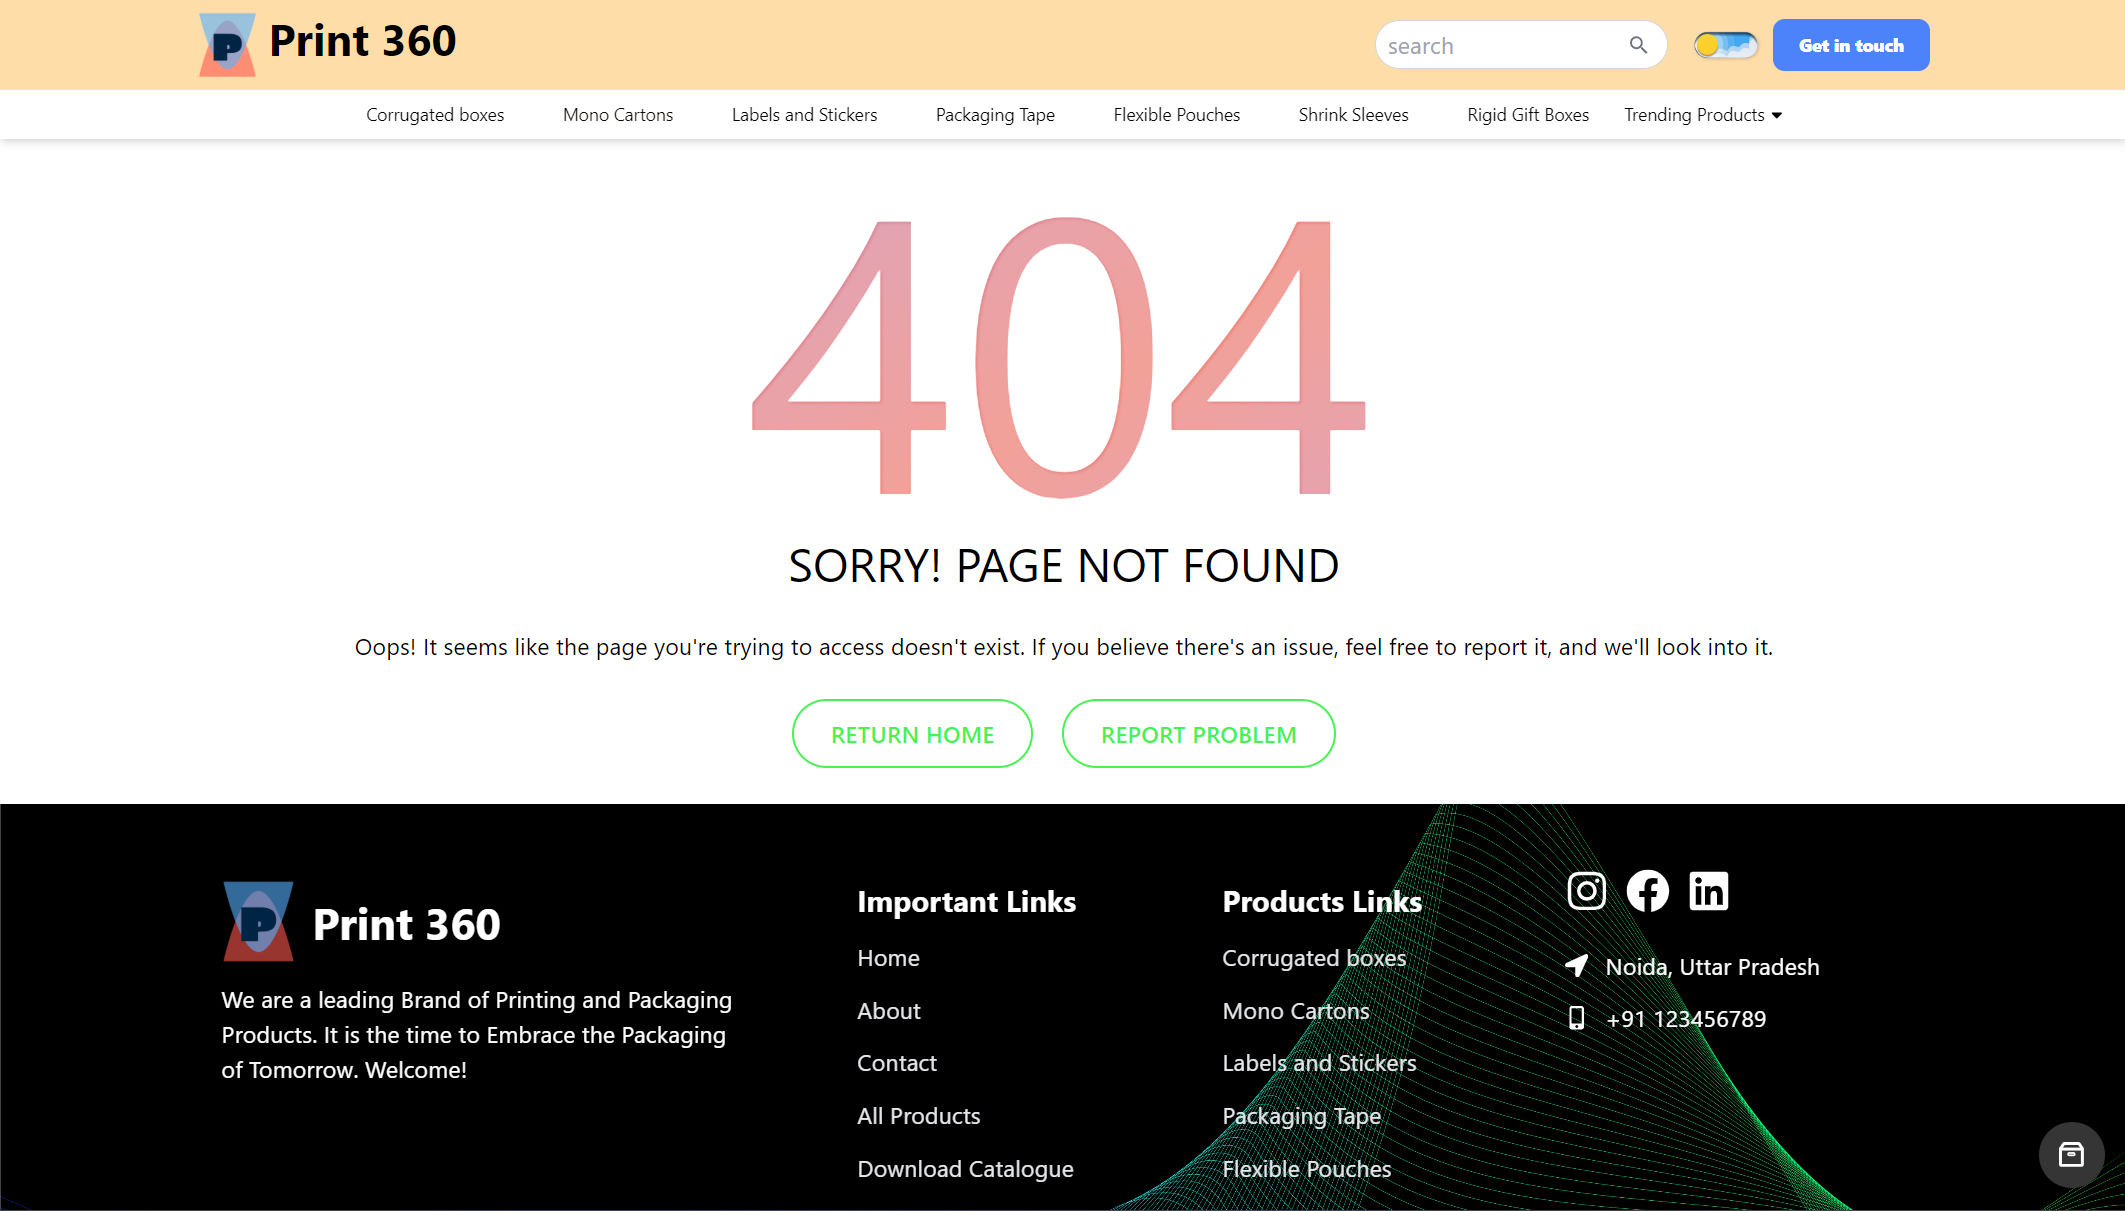 P Print 360
search
Get in touch
Corrugated boxes Mono Cartons Labels and Stickers Packaging Tape Flexible Pouches Shrink Sleeves Rigid Gift Boxes Trending Products
404
SORRY! PAGE NOT FOUND
Oops! It seems like the page you're trying to access doesn't exist. If you believe there's an issue, feel free to report it, and we'll look into it.
RETURN HOME REPORT PROBLEM
P Print 360
We are a leading Brand of Printing and Packaging
Products. It is the time to Embrace the Packaging
of Tomorrow. Welcome!
Important Links
Home
About
Contact
All Products
Download Catalogue
Products Links
Corrugated boxes
Mono Cartons
Labels and Stickers
Packaging Tape
Flexible Pouches
in
Noida, Uttar Pradesh
+91 123456789